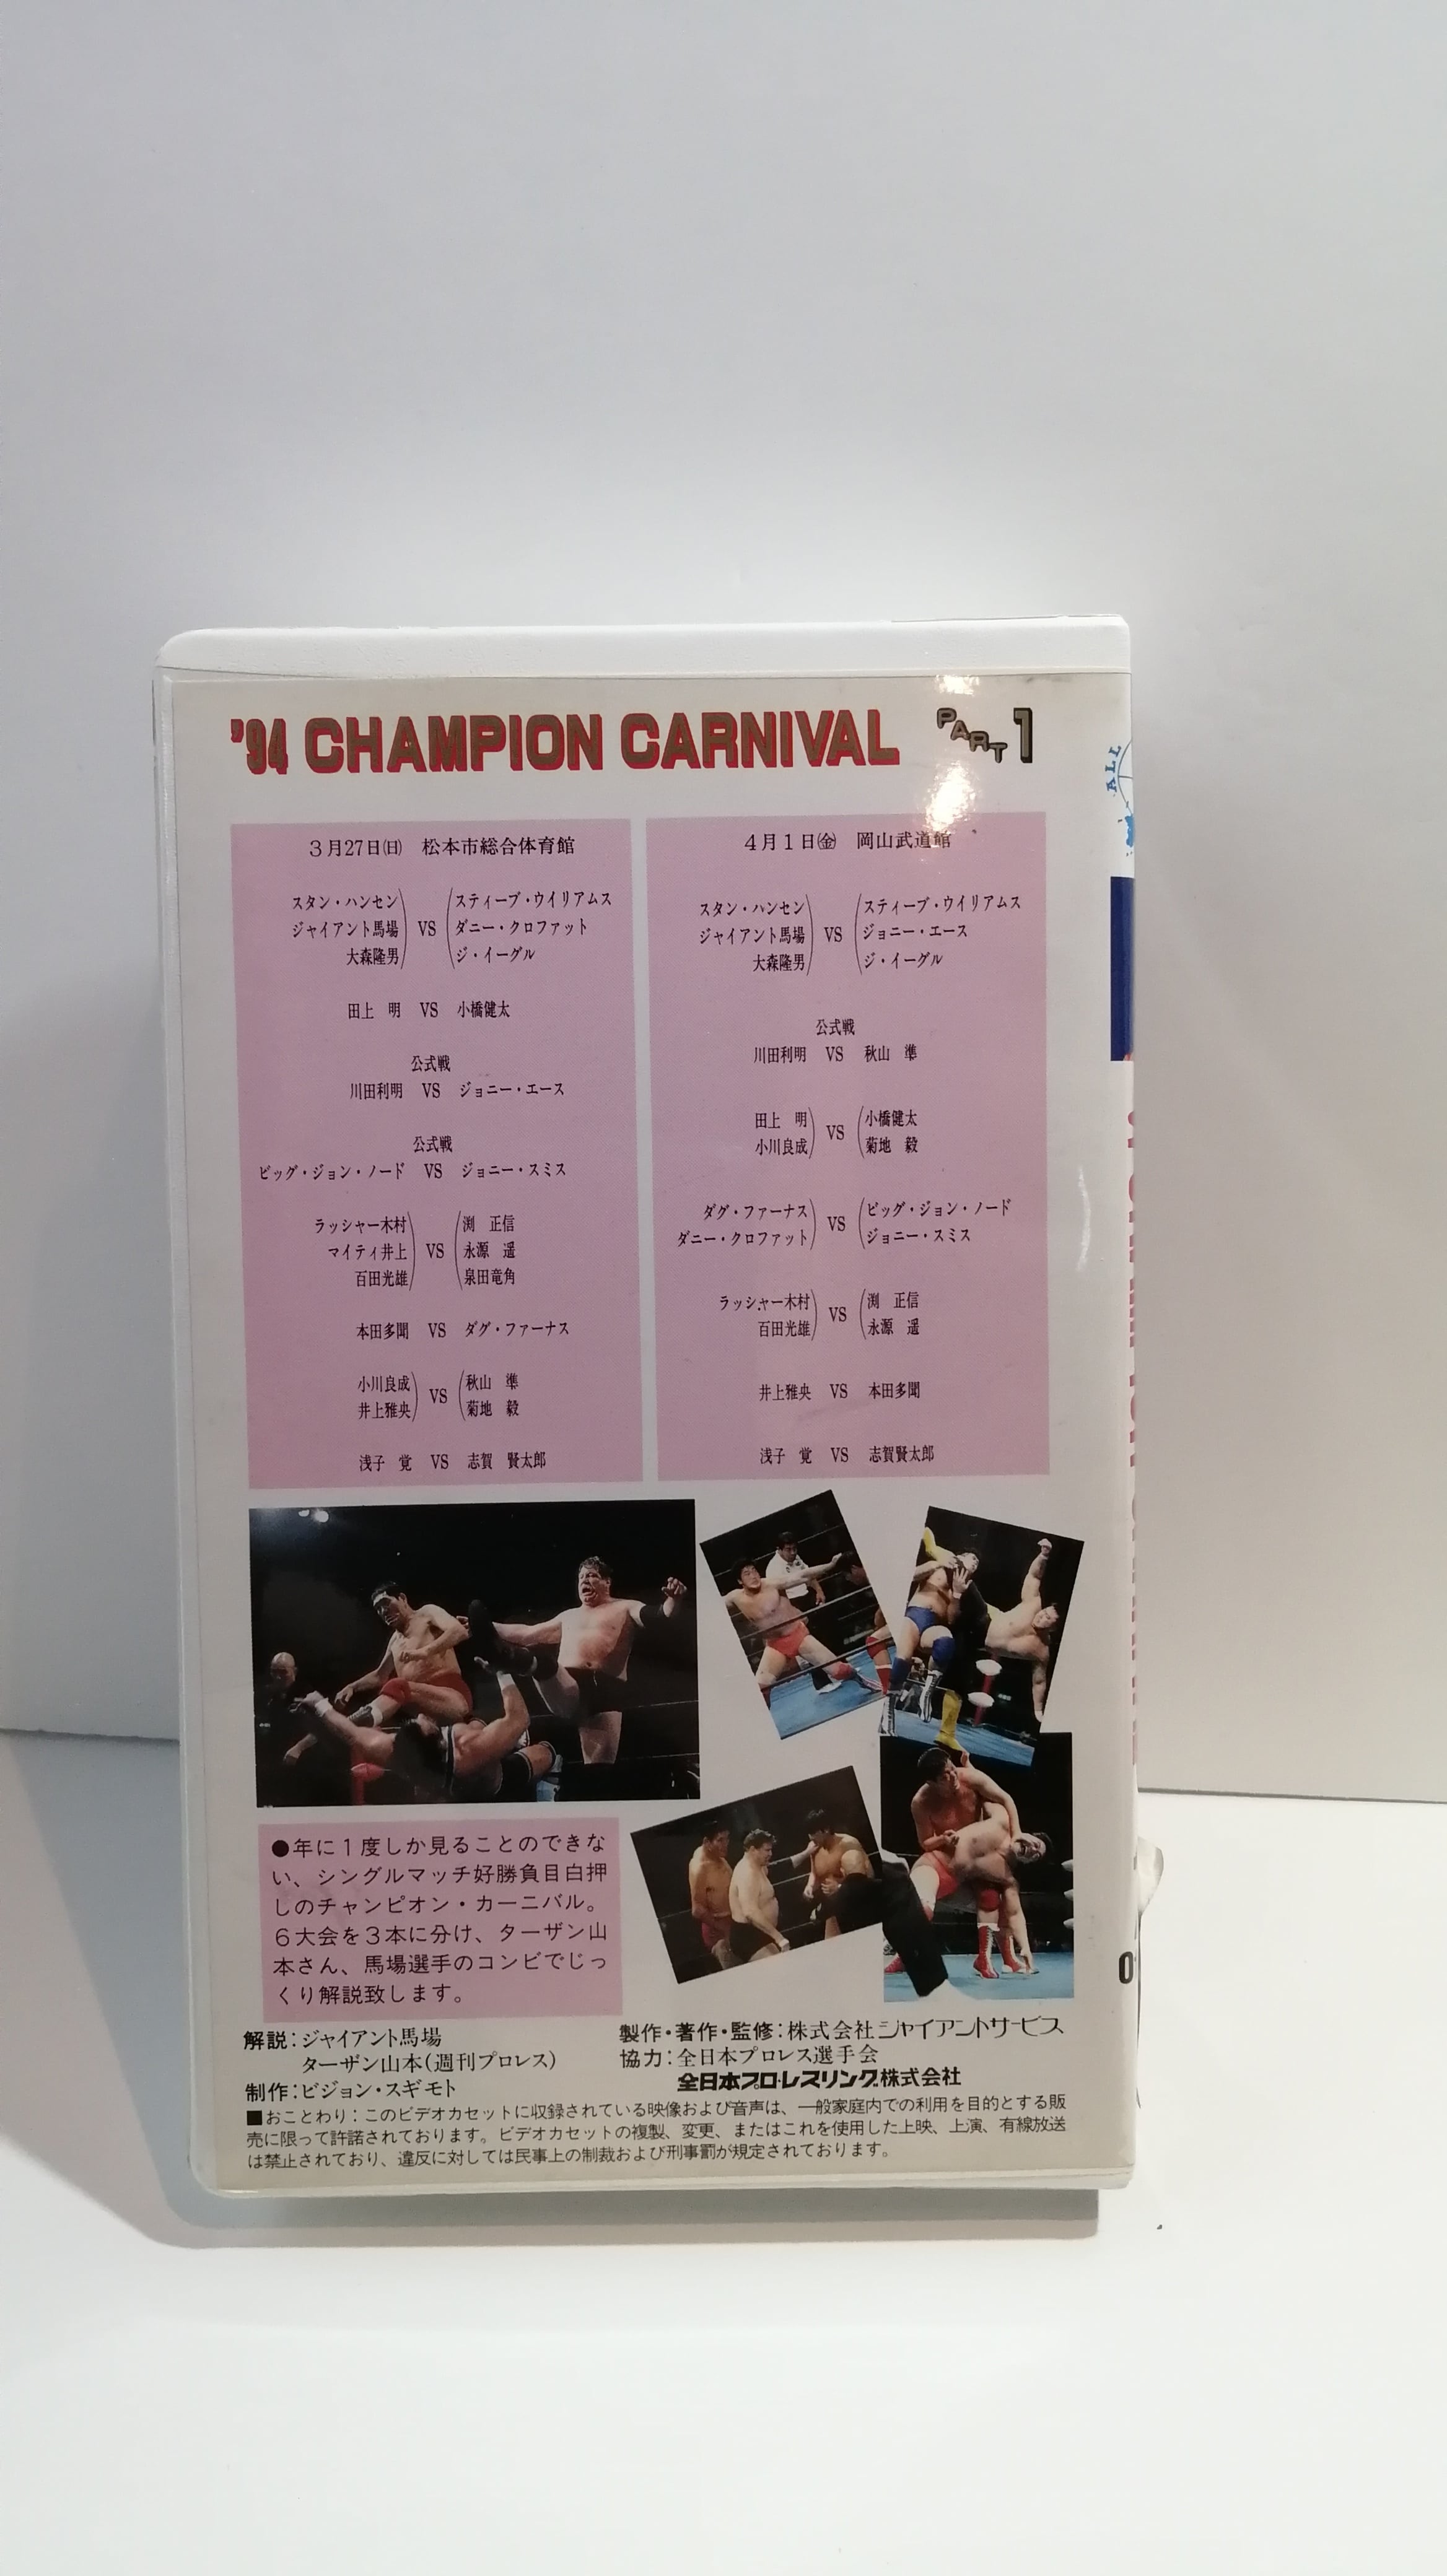 '94 CHAMPION CARNIVAL PART 1
3月27日(日) 松本市総合体育館
スタン・ハンセン
ジャイアント馬場 VS
大森隆男
スティーブ・ウイリアムス
ダニー・クロファット
ジ・イーグル
田上 明 VS 小橋健太
公式戦
川田利明 VS ジョニー・エース
公式戦
ビッグ・ジョン・ノード VS ジョニー・スミス
ラッシャー木村
マイティ井上 VS
百田光雄
渕 正信
永源 遥
泉田竜角
本田多聞 VS ダグ・ファーナス
小川良成
井上雅央
VS
秋山 準
菊地 毅
浅子 覚 VS 志賀 賢太郎
4月1日(金) 岡山武道館
スタン・ハンセン
ジャイアント馬場 VS
大森隆男
スティーブ・ウイリアムス
ジョニー・エース
ジ・イーグル
公式戦
川田利明 VS 秋山 準
田上 明
小川良成
VS
小橋健太
菊地 毅
ダグ・ファーナス
ダニー・クロファット
VS
ビッグ・ジョン・ノード
ジョニー・スミス
ラッシャー木村
百田光雄
VS
渕 正信
永源 遥
井上雅央 VS 本田多聞
浅子 覚 VS 志賀賢太郎
●年に1度しか見ることのできな
い、シングルマッチ好勝負目白押
しのチャンピオン・カーニバル。
6大会を3本に分け、ターザン山
本さん、馬場選手のコンビでじっ
くり解説致します。
解説:ジャイアント馬場
ターザン山本(週刊プロレス)
制作:ビジョン・スギモト
製作・著作・監修:株式会社ジャイアントサービス
協力:全日本プロレス選手会
全日本プロ・レスリング株式会社
■おことわり:このビデオカセットに収録されている映像および音声は、一般家庭内での利用を目的とする販
売に限って許諾されております。ビデオカセットの複製、変更、またはこれを使用した上映、上演、有線放送
は禁止されており、違反に対しては民事上の制裁および刑事罰が規定されております。
ALL